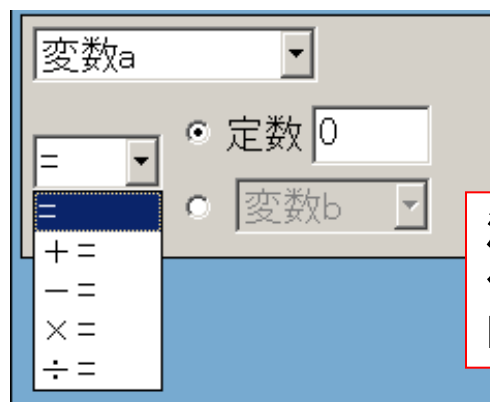 変数a
定数 0
=
変数b
=
+=
-=
×=
÷=